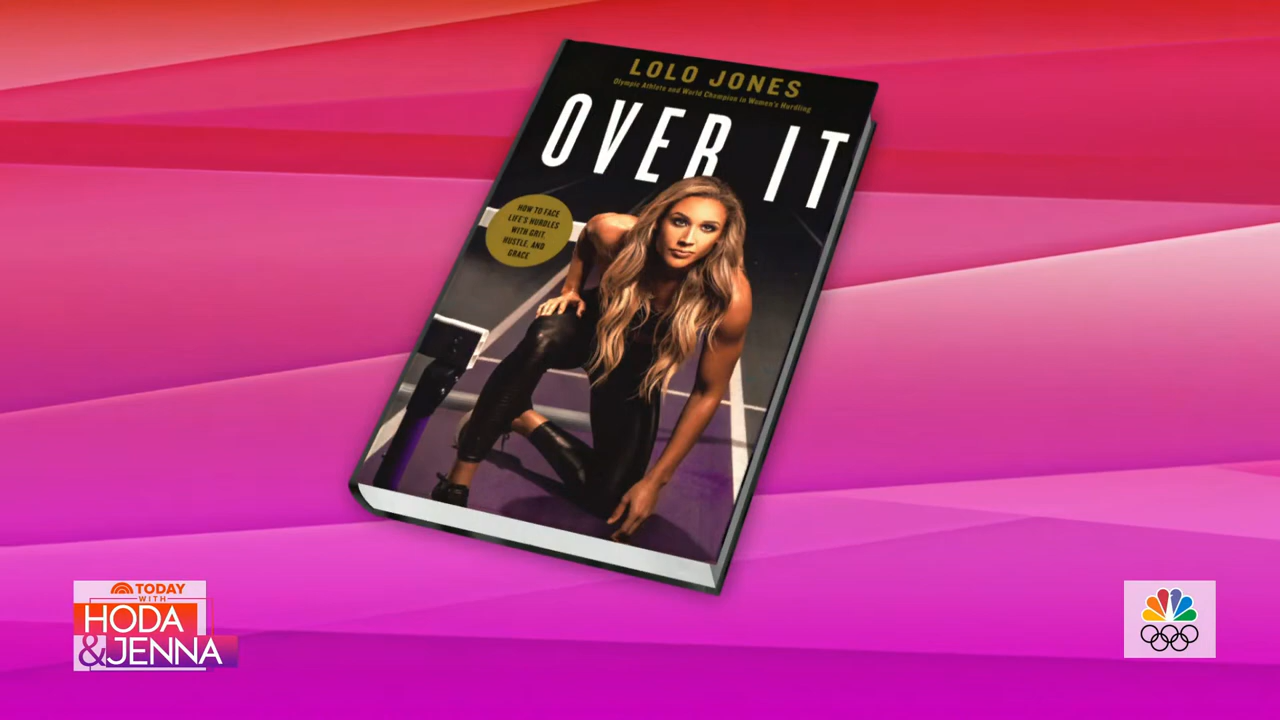 LOLO JONES
Olympic Athlete and World Champion in Women's Hurdling
OVER IT
HOW TO FACE
LIFE'S HURDLES
WITH GRIT,
HUSTLE, AND
GRACE
TODAY
WITH
HODA
&JENNA